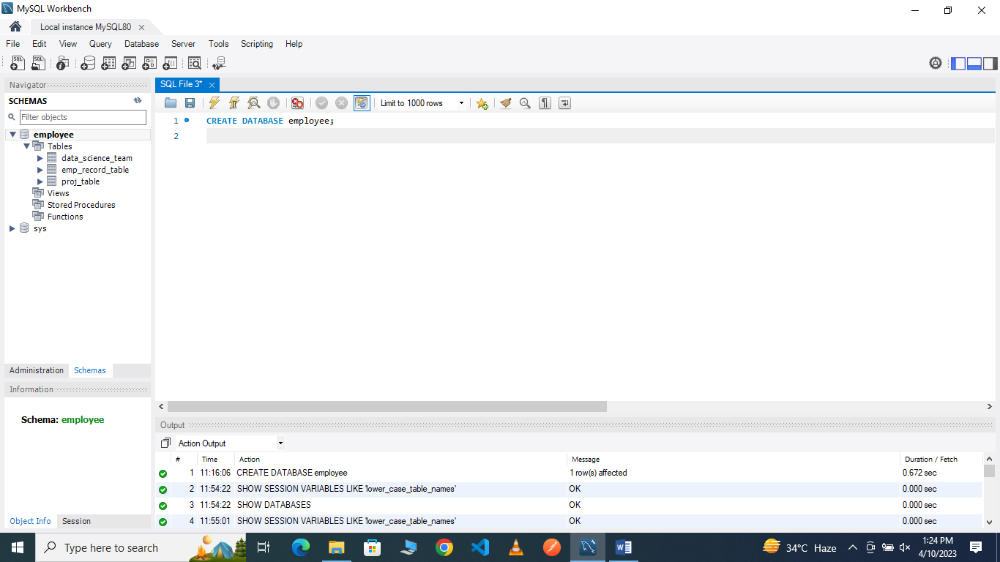 MySQL Workbench
Local instance MySQL80
File Edit View Query Database Server Tools Scripting Help
Navigator
SCHEMAS
Filter objects
employee
Tables
data_science_team
emp_record_table
proj_table
Views
Stored Procedures
Functions
sys
Administration Schemas
Information
Schema: employee
Object Info Session
SQL File 3*
Limit to 1000 rows
1 CREATE DATABASE employee;
2
Output
Action Output
# Time Action Message Duration / Fetch
1 11:16:06 CREATE DATABASE employee 1 row(s) affected 0.672 sec
2 11:54:22 SHOW SESSION VARIABLES LIKE 'lower_case_table_names' OK 0.000 sec
3 11:54:22 SHOW DATABASES OK 0.000 sec
4 11:55:01 SHOW SESSION VARIABLES LIKE 'lower_case_table_names' OK 0.000 sec
Type here to search
34°C Haze
1:24 PM
4/10/2023